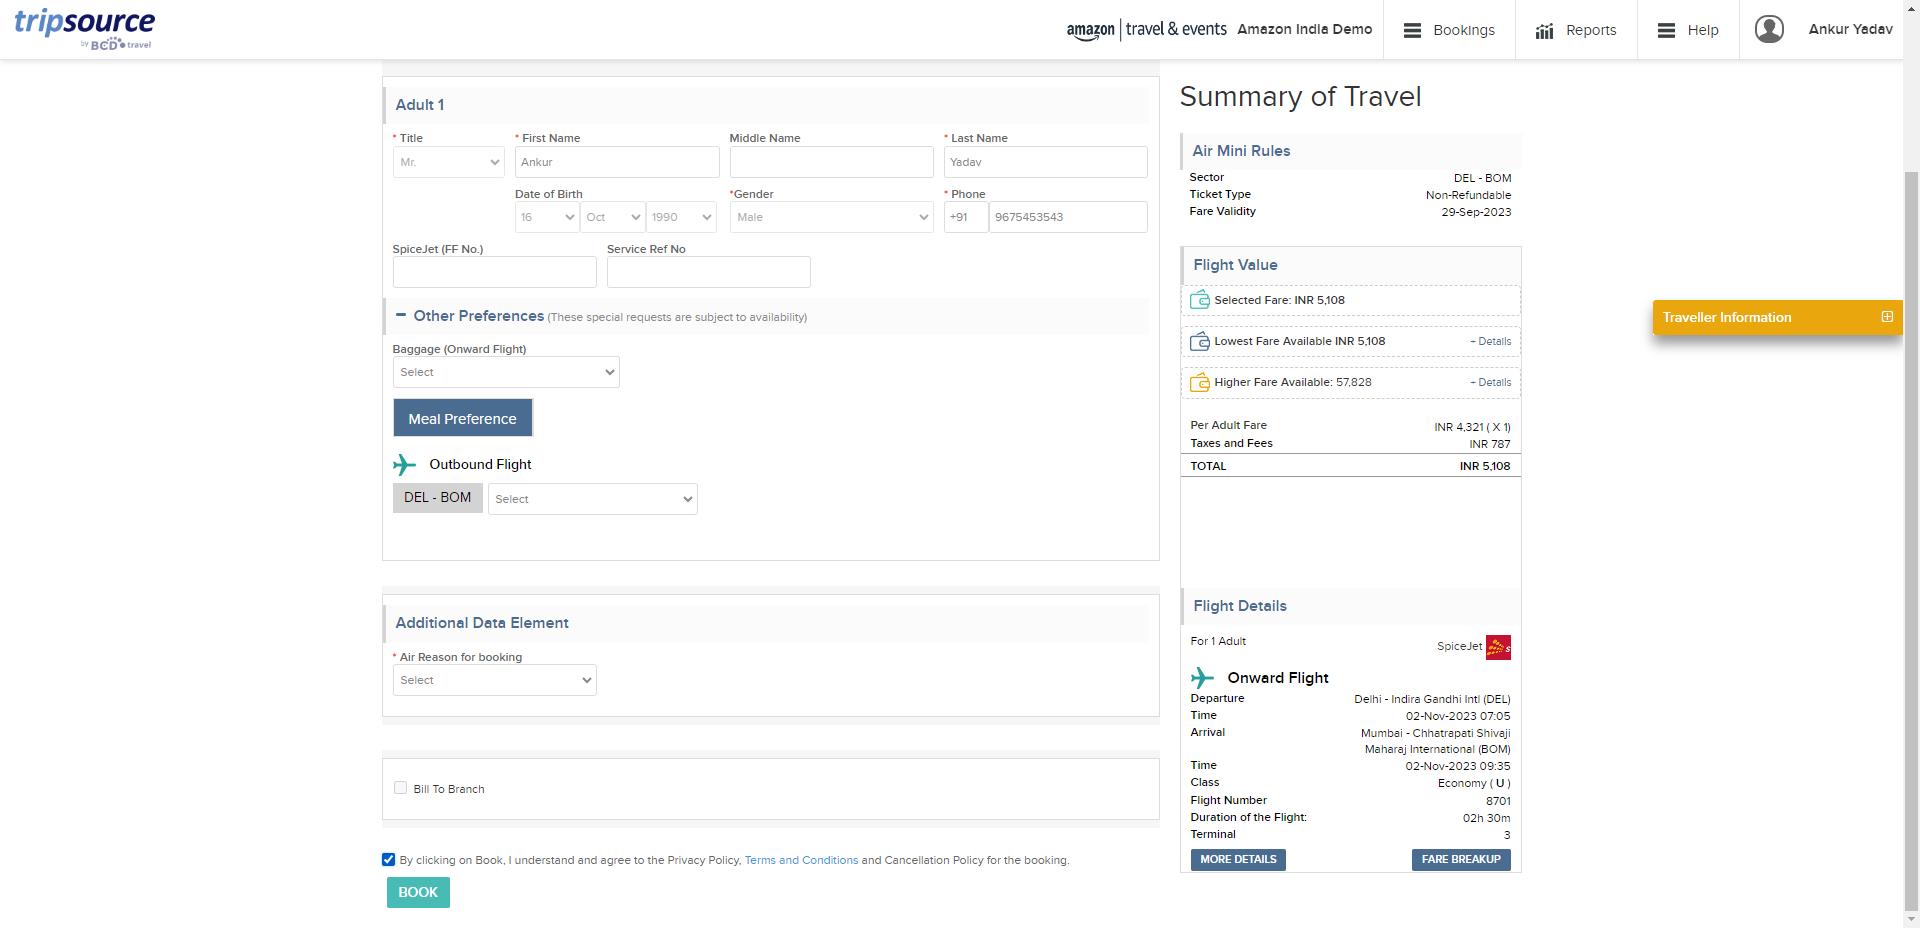 tripsource
by BCD travel
amazon travel & events Amazon India Demo
Bookings
Reports
Help
Ankur Yadav
Adult 1
* Title
* First Name
Middle Name
* Last Name
Mr.
Ankur
Yadav
Date of Birth
*Gender
* Phone
16
Oct
1990
Male
+91
9675453543
SpiceJet (FF No.)
Service Ref No
Other Preferences (These special requests are subject to availability)
Baggage (Onward Flight)
Select
Meal Preference
Outbound Flight
DEL - BOM
Select
Additional Data Element
* Air Reason for booking
Select
Bill To Branch
By clicking on Book, I understand and agree to the Privacy Policy, Terms and Conditions and Cancellation Policy for the booking.
BOOK
Summary of Travel
Air Mini Rules
Sector DEL - BOM
Ticket Type Non-Refundable
Fare Validity 29-Sep-2023
Flight Value
Selected Fare: INR 5,108
Lowest Fare Available INR 5,108 + Details
Higher Fare Available: 57,828 + Details
Per Adult Fare INR 4,321 ( X 1)
Taxes and Fees INR 787
TOTAL INR 5,108
Flight Details
For 1 Adult SpiceJet
Onward Flight
Departure Delhi - Indira Gandhi Intl (DEL)
Time 02-Nov-2023 07:05
Arrival Mumbai - Chhatrapati Shivaji
Maharaj International (BOM)
Time 02-Nov-2023 09:35
Class Economy ( U )
Flight Number 8701
Duration of the Flight: 02h 30m
Terminal 3
MORE DETAILS
FARE BREAKUP
Traveller Information